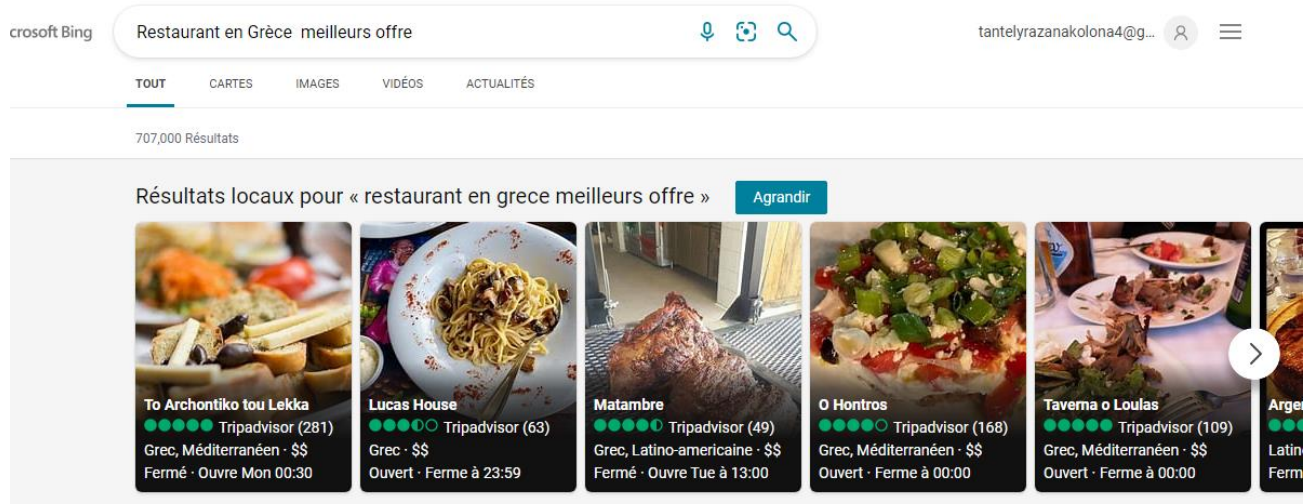 crosoft Bing
Restaurant en Grèce meilleurs offre
tantelyrazanakolona4@g...
TOUT
CARTES
IMAGES
VIDÉOS
ACTUALITÉS
707,000 Résultats
Résultats locaux pour « restaurant en grece meilleurs offre »
Agrandir
To Archontiko tou Lekka
Tripadvisor (281)
Grec, Méditerranéen · $$
Fermé · Ouvre Mon 00:30
Lucas House
Tripadvisor (63)
Grec · $$
Ouvert · Ferme à 23:59
Matambre
Tripadvisor (49)
Grec, Latino-americaine · $$
Fermé · Ouvre Tue à 13:00
O Hontros
Tripadvisor (168)
Grec, Méditerranéen · $$
Ouvert · Ferme à 00:00
Taverna o Loulas
Tripadvisor (109)
Grec, Méditerranéen · $$
Ouvert · Ferme à 00:00
Arger
Latin
Ferm